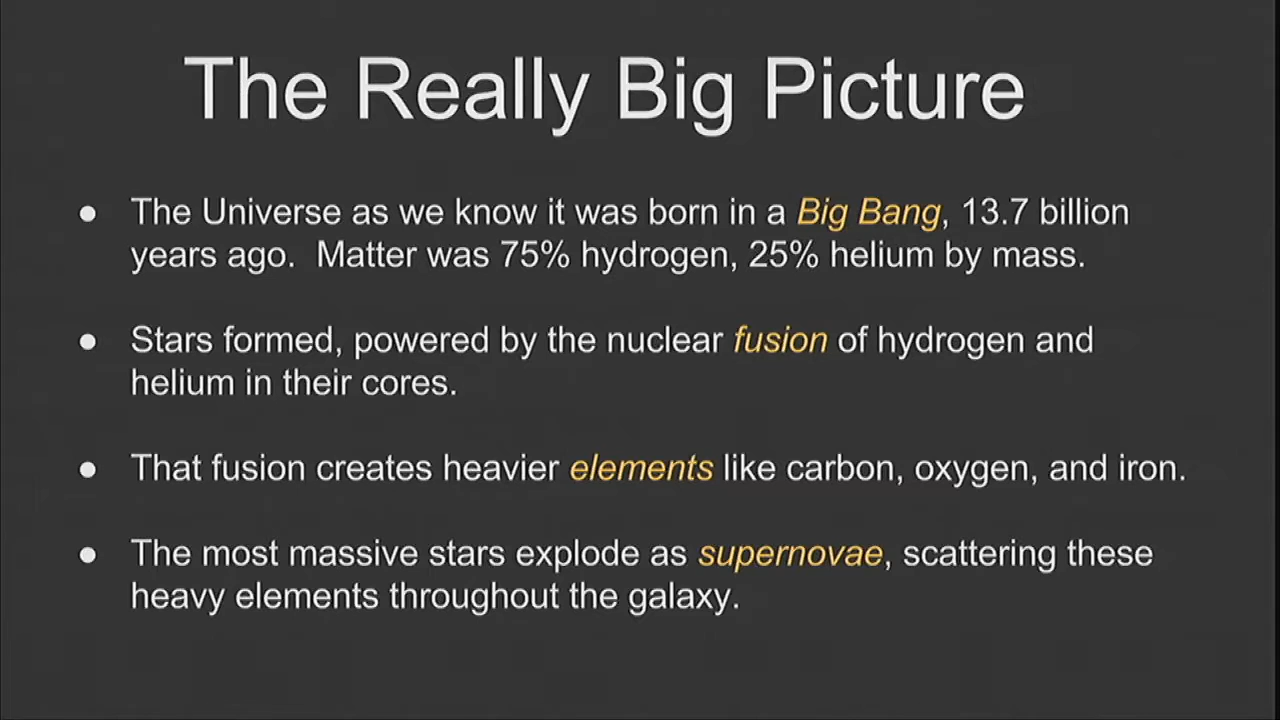 The Really Big Picture
● The Universe as we know it was born in a Big Bang, 13.7 billion
years ago.  Matter was 75% hydrogen, 25% helium by mass.
● Stars formed, powered by the nuclear fusion of hydrogen and
helium in their cores.
● That fusion creates heavier elements like carbon, oxygen, and iron.
● The most massive stars explode as supernovae, scattering these
heavy elements throughout the galaxy.